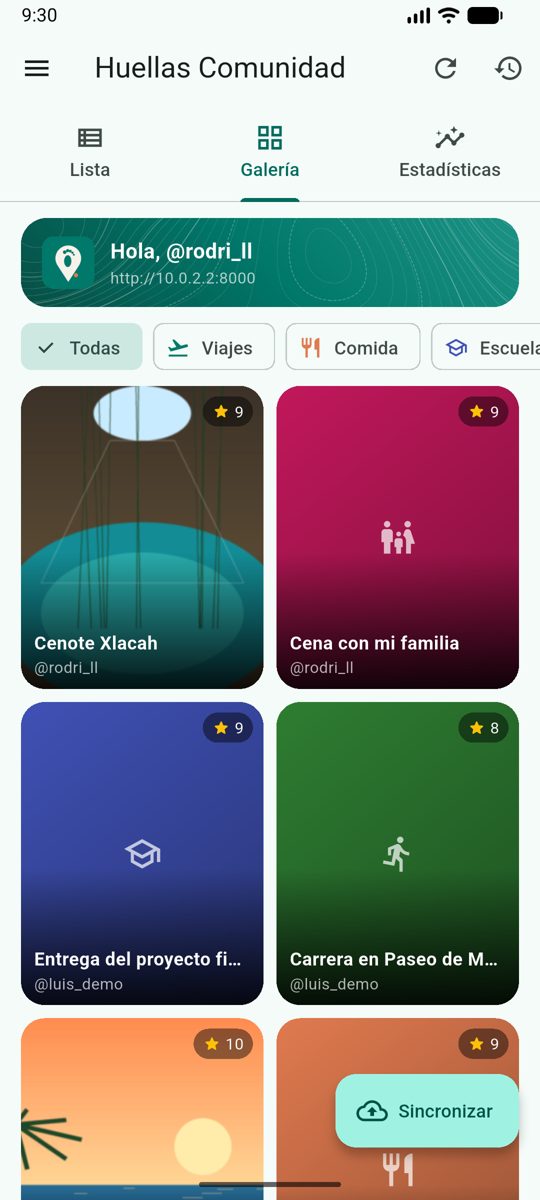 9:30
Huellas Comunidad
Lista
Galería
Estadísticas
Hola, @rodri_ll
http://10.0.2.2:8000
Todas
Viajes
Comida
Escuela
9
9
Cenote Xlacah
@rodri_ll
Cena con mi familia
@rodri_ll
9
8
Entrega del proyecto fi...
@luis_demo
Carrera en Paseo de M...
@luis_demo
10
9
Sincronizar